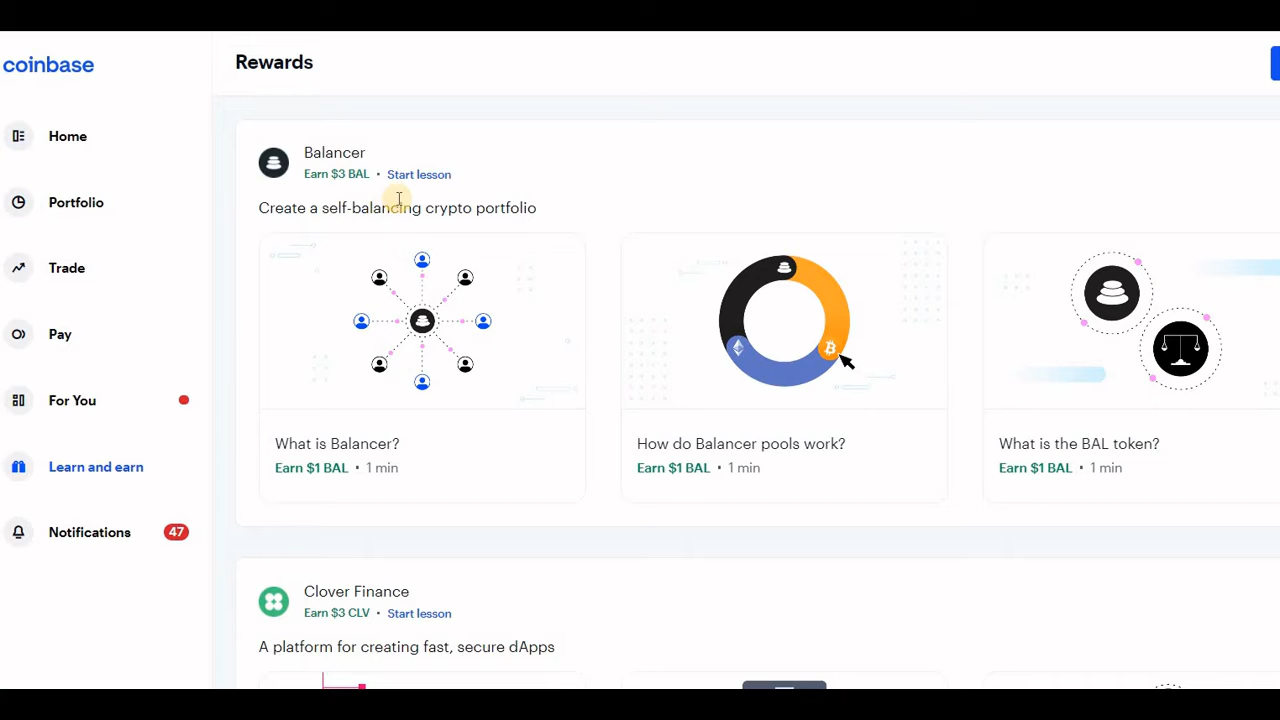 coinbase
Rewards
Home
Portfolio
Trade
Pay
For You
Learn and earn
Notifications
47
Balancer
Earn $3 BAL • Start lesson
Create a self-balancing crypto portfolio
What is Balancer?
Earn $1 BAL • 1 min
How do Balancer pools work?
Earn $1 BAL • 1 min
What is the BAL token?
Earn $1 BAL • 1 min
Clover Finance
Earn $3 CLV • Start lesson
A platform for creating fast, secure dApps